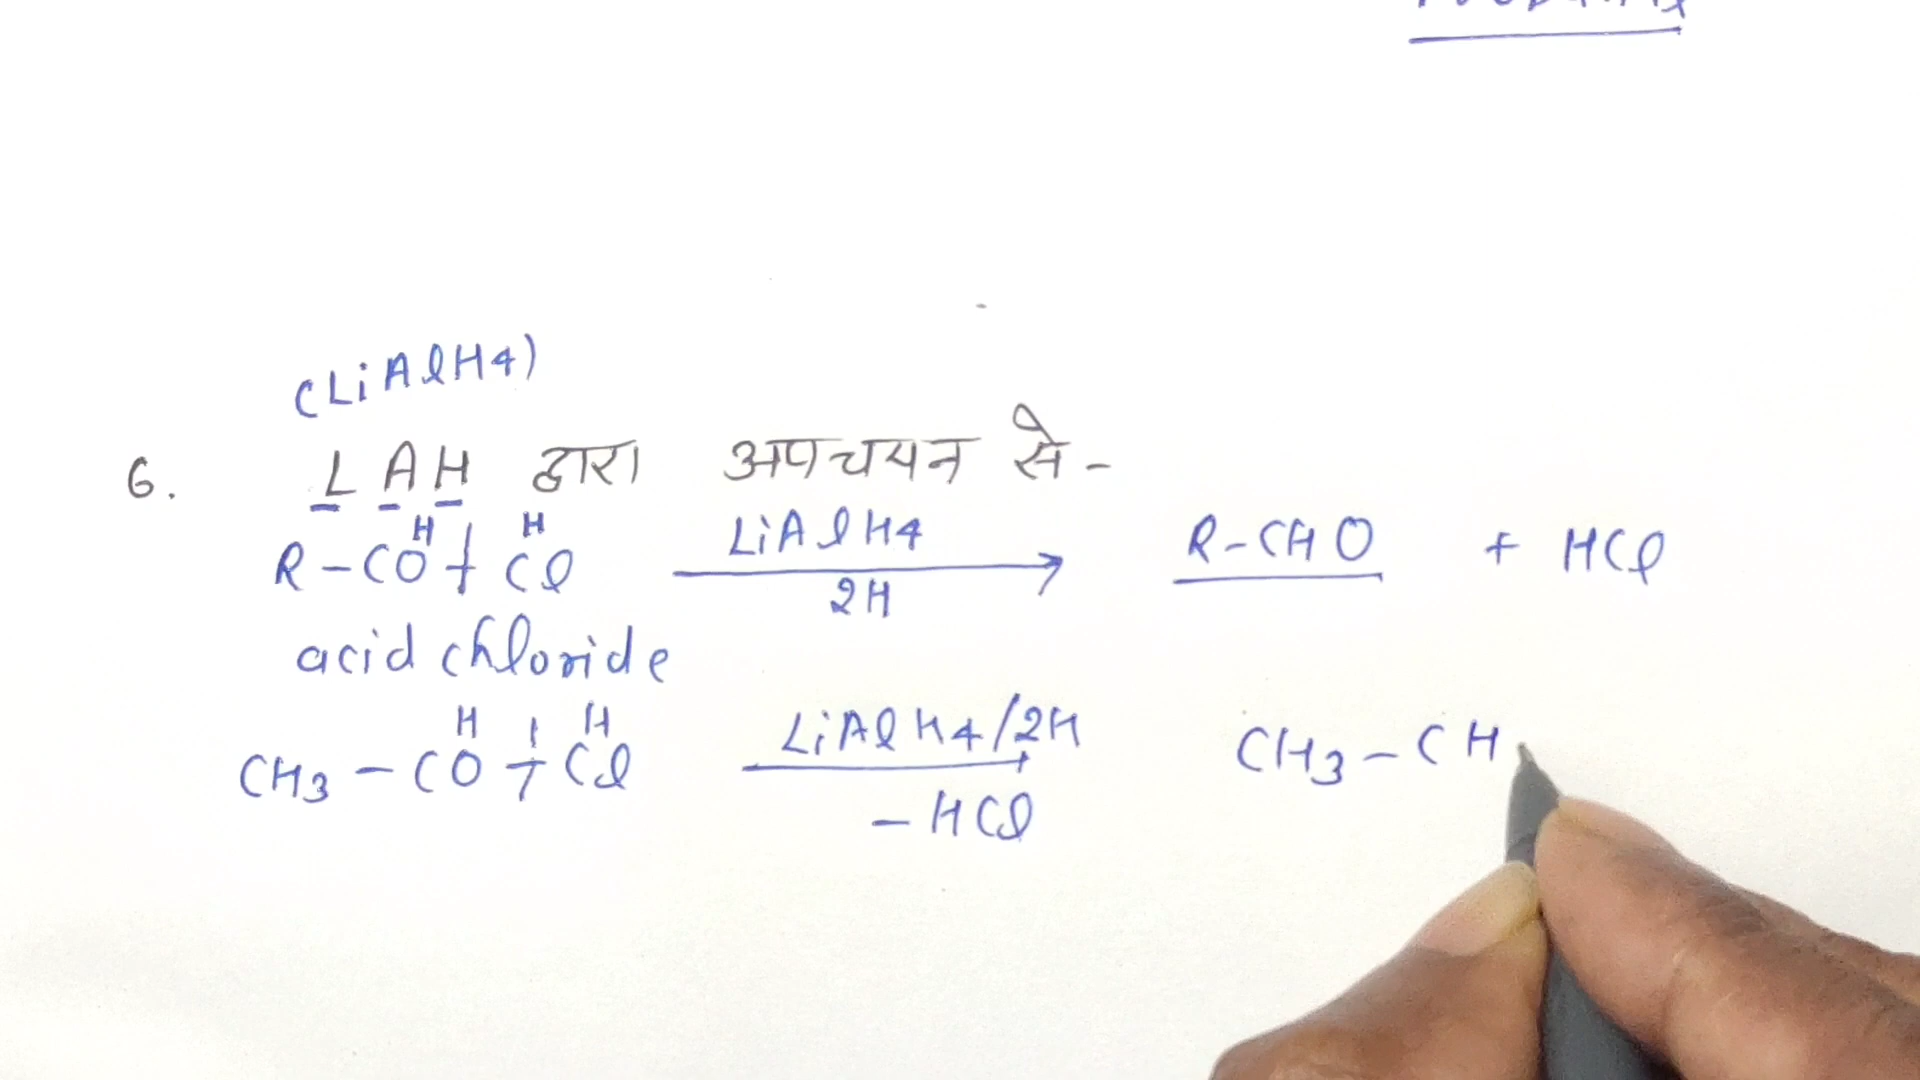 (LiAlH4)
6. LAH द्वारा अपचयन से -
H H
R-CO Cl LiAlH4 2H R-CHO + HCl
acid chloride
H H
CH3-CO Cl LiAlH4/2H -HCl CH3-CH